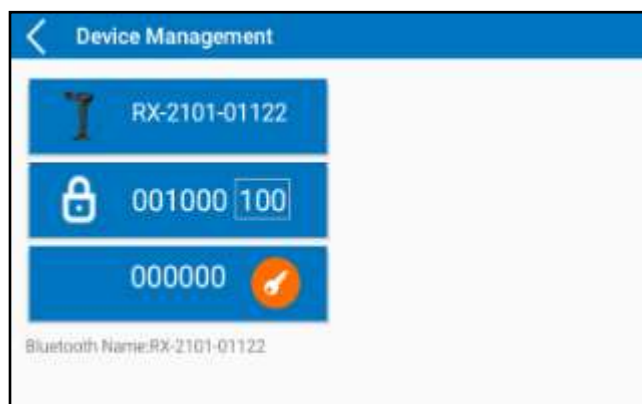 Device Management
RX-2101-01122
001000 100
000000
Bluetooth Name:RX-2101-01122